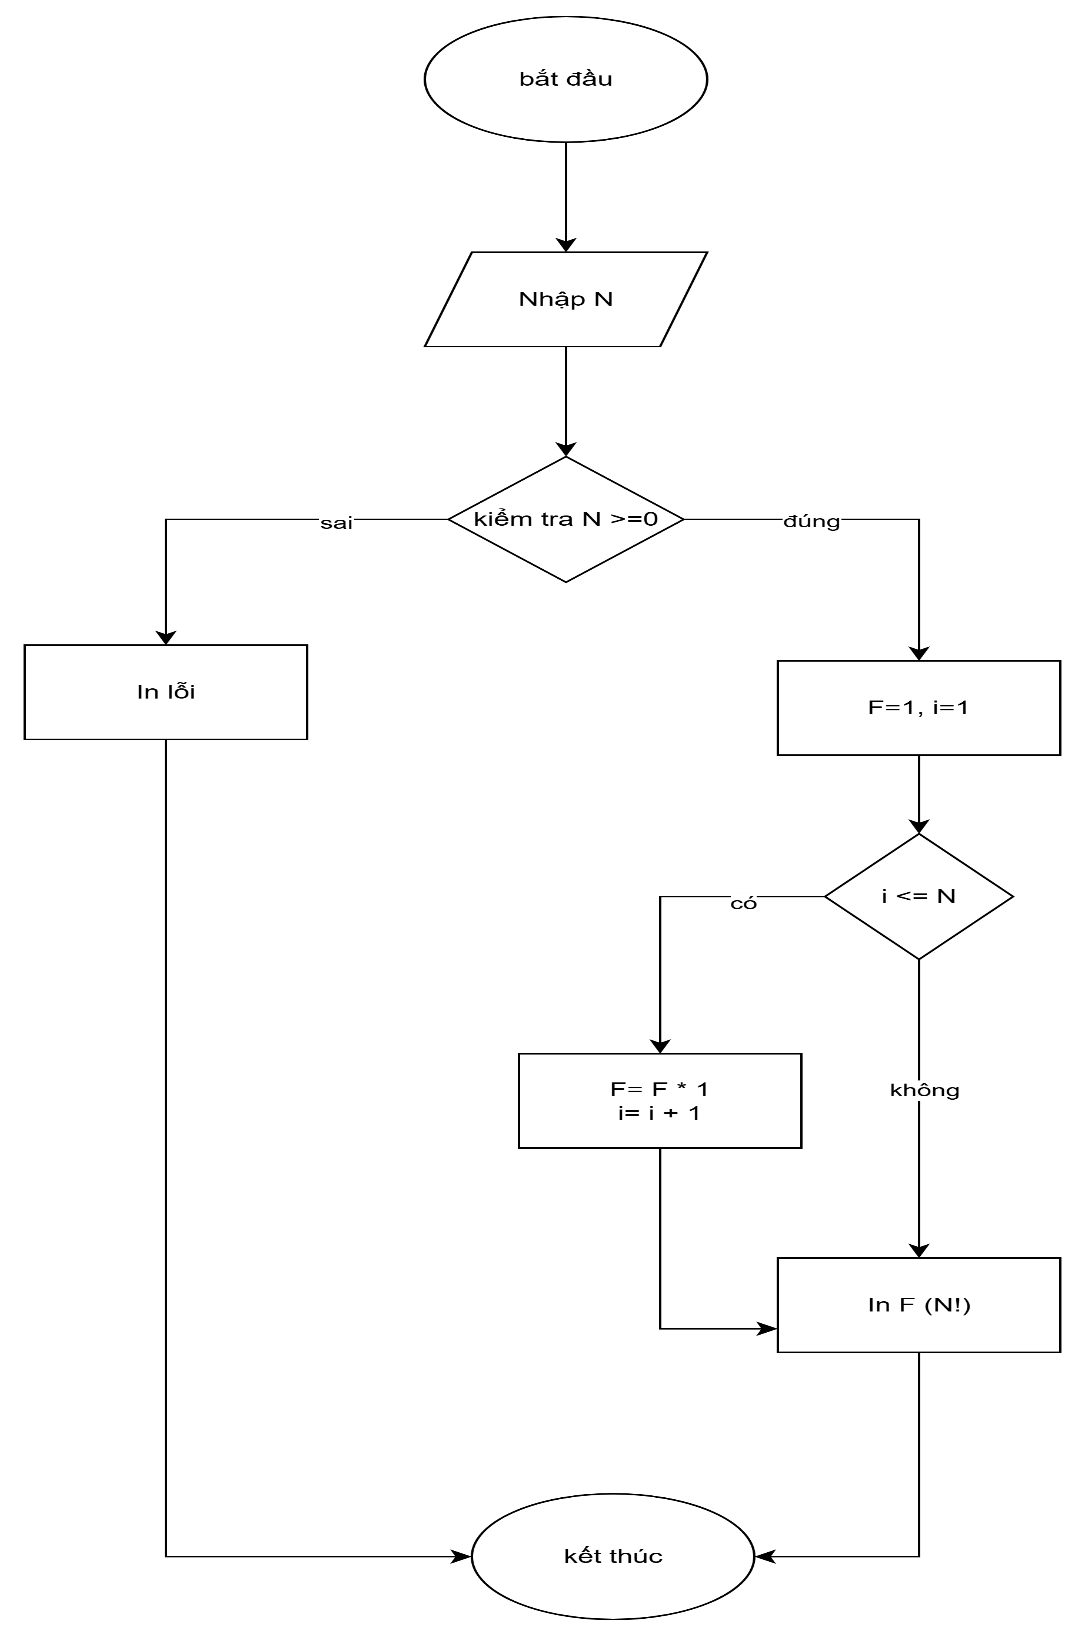 bắt đầu
Nhập N
kiểm tra N >=0
sai
đúng
In lỗi
F=1, i=1
i <= N
có
F= F * 1
i= i + 1
không
In F (N!)
kết thúc